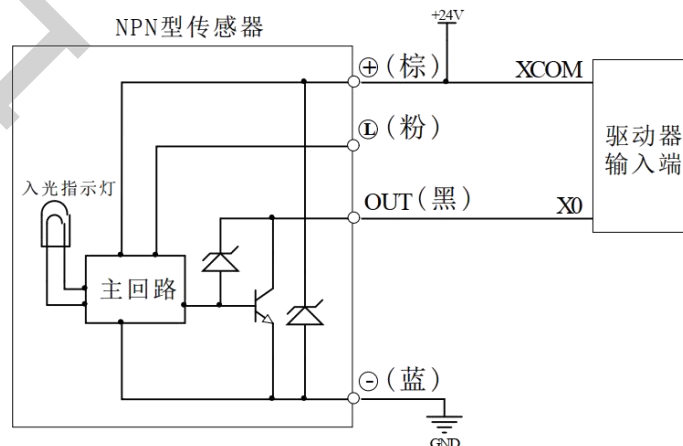 NPN型传感器
+24V
⊕(棕)
XCOM
Ⓛ(粉)
驱动器
输入端
入光指示灯
OUT(黑)
X0
主回路
⊖(蓝)
GND